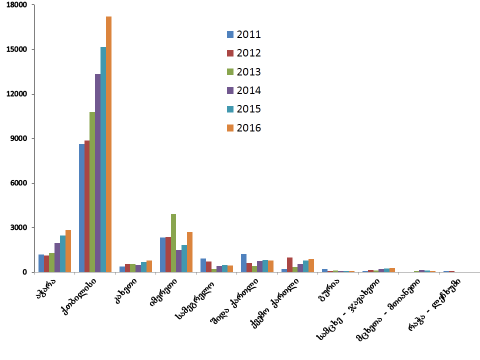 18000
15000
12000
9000
6000
3000
0
2011
2012
2013
2014
2015
2016
აჭარა
ქთბილისი
კახეთი
იმერეთი
სამეგრელო
შიდა ქართლი
ქვემო ქართლი
გურია
სამცხე - ჯავახეთი
მცხეთა - მთიანეთი
რაჭა - ლეჩხუმი